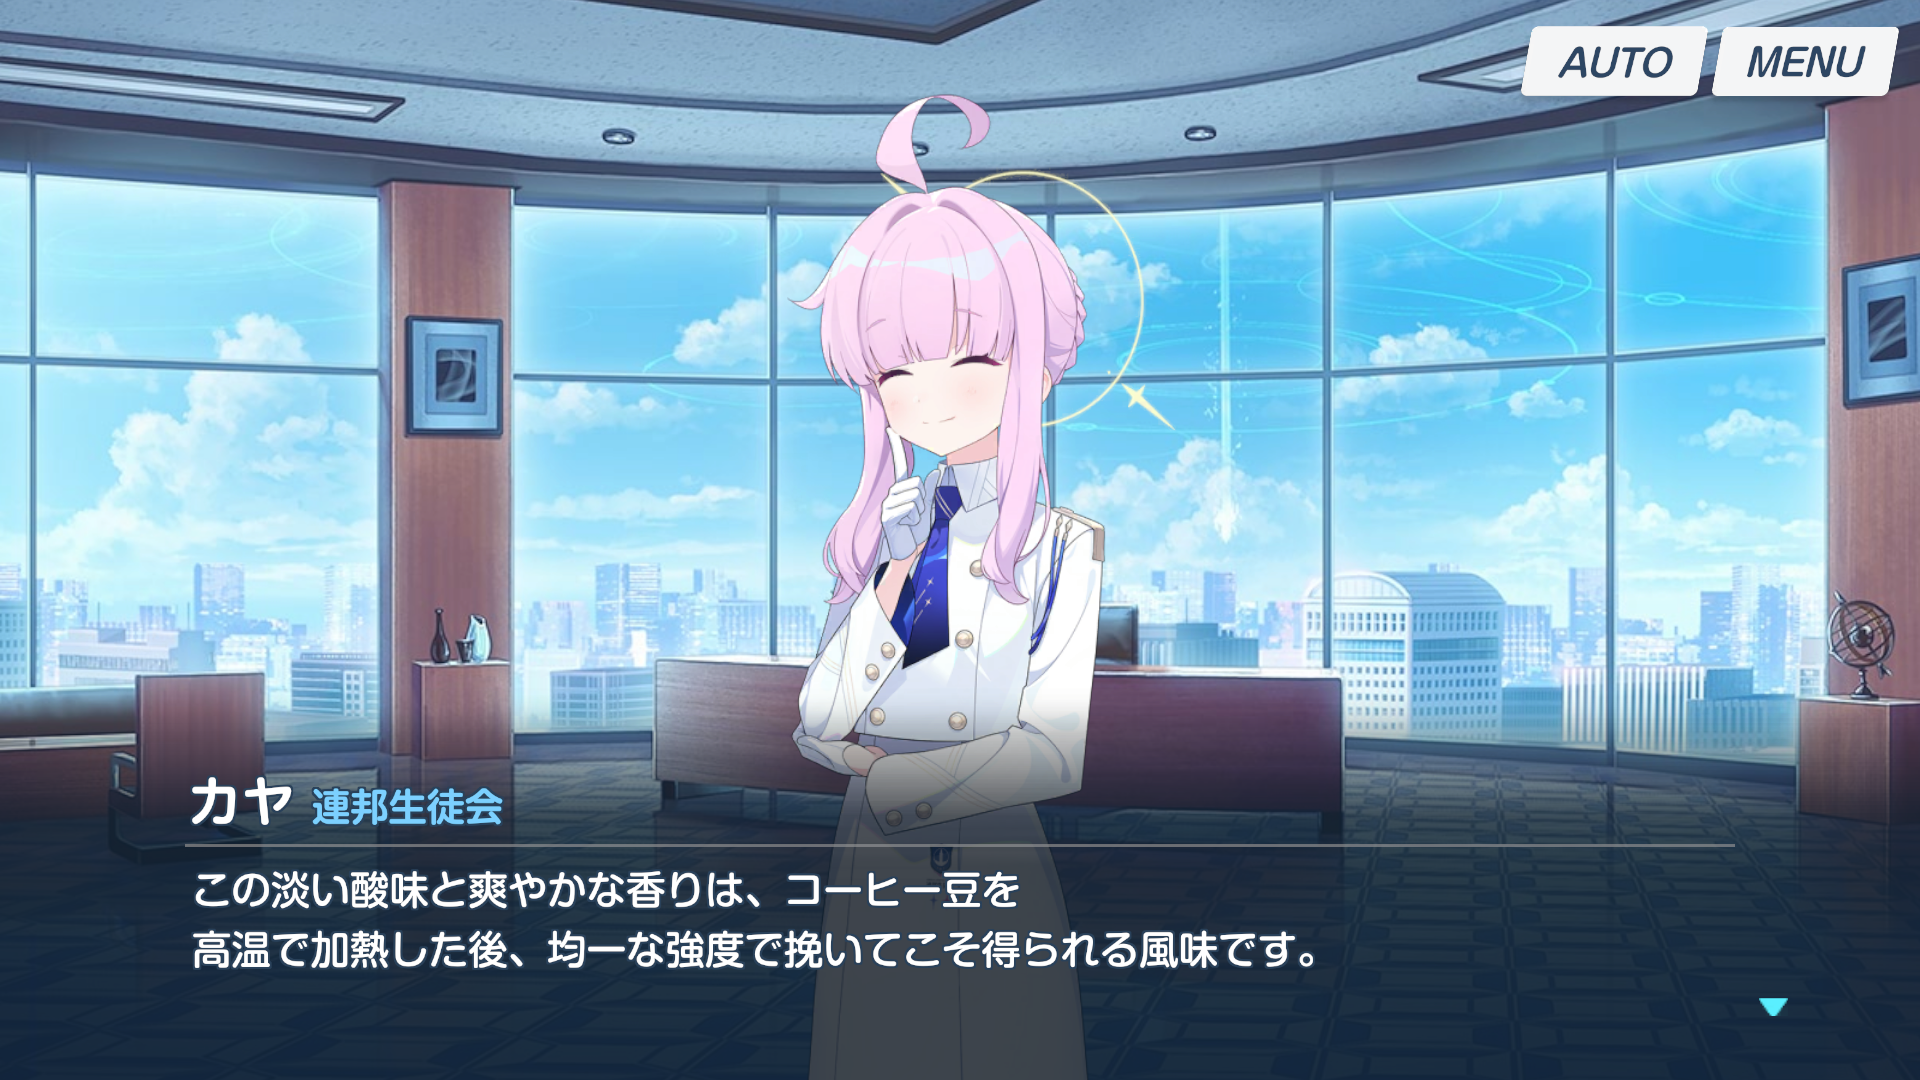 AUTO
MENU
カヤ 連邦生徒会
この淡い酸味と爽やかな香りは、コーヒー豆を
高温で加熱した後、均一な強度で挽いてこそ得られる風味です。